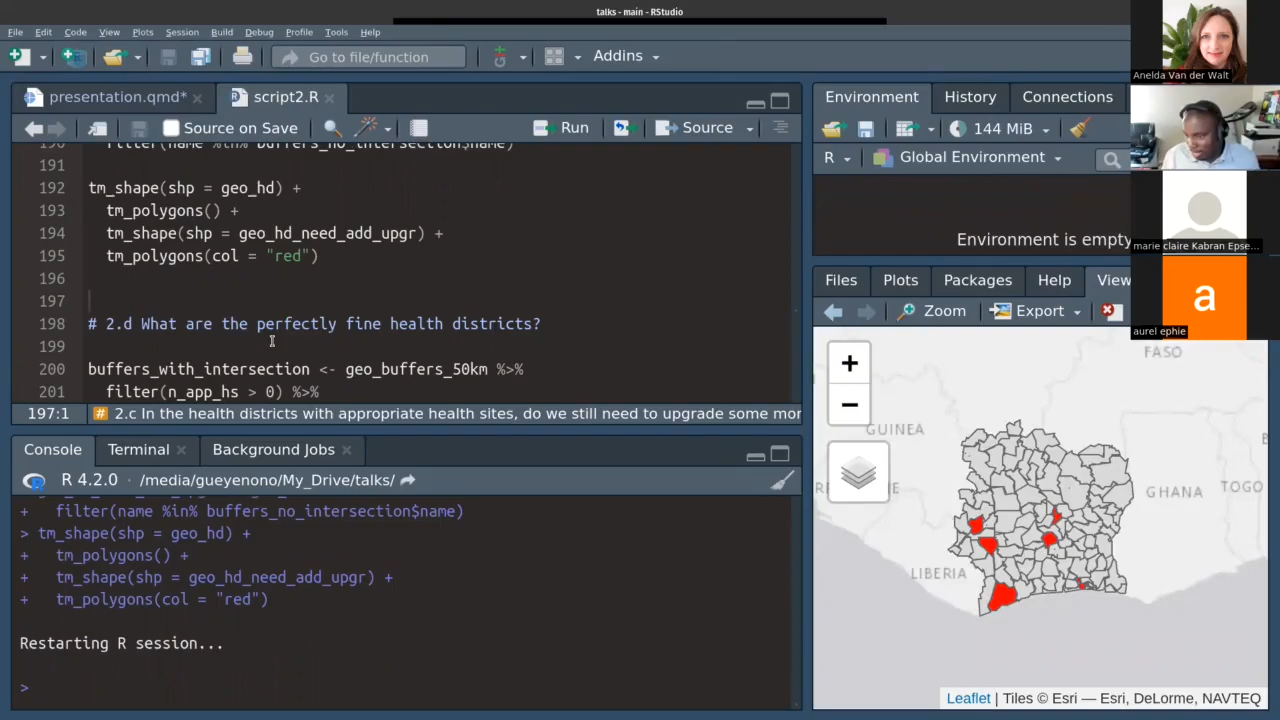 talks - main - RStudio
File Edit Code View Plots Session Build Debug Profile Tools Help
Go to file/function
Addins
presentation.qmd*
script2.R
Source on Save
Run
Source
190 filter(name %in% buffers_no_intersection$name)
191
192 tm_shape(shp = geo_hd) +
193 tm_polygons() +
194 tm_shape(shp = geo_hd_need_add_upgr) +
195 tm_polygons(col = "red")
196
197
198 # 2.d What are the perfectly fine health districts?
199
200 buffers_with_intersection <- geo_buffers_50km %>%
201 filter(n_app_hs > 0) %>%
197:1 # 2.c In the health districts with appropriate health sites, do we still need to upgrade some mor
Console Terminal Background Jobs
R 4.2.0 · /media/gueyenono/My_Drive/talks/
+ filter(name %in% buffers_no_intersection$name)
> tm_shape(shp = geo_hd) +
+ tm_polygons() +
+ tm_shape(shp = geo_hd_need_add_upgr) +
+ tm_polygons(col = "red")
Restarting R session...
>
Environment History Connections
144 MiB
R Global Environment
Environment is empty
Files Plots Packages Help View
Zoom Export
+
−
FASO
GUINEA
GHANA
TOGO
LIBERIA
Leaflet | Tiles © Esri — Esri, DeLorme, NAVTEQ
Anelda Van der Walt
marie claire Kabran Epse...
a
aurel ephie